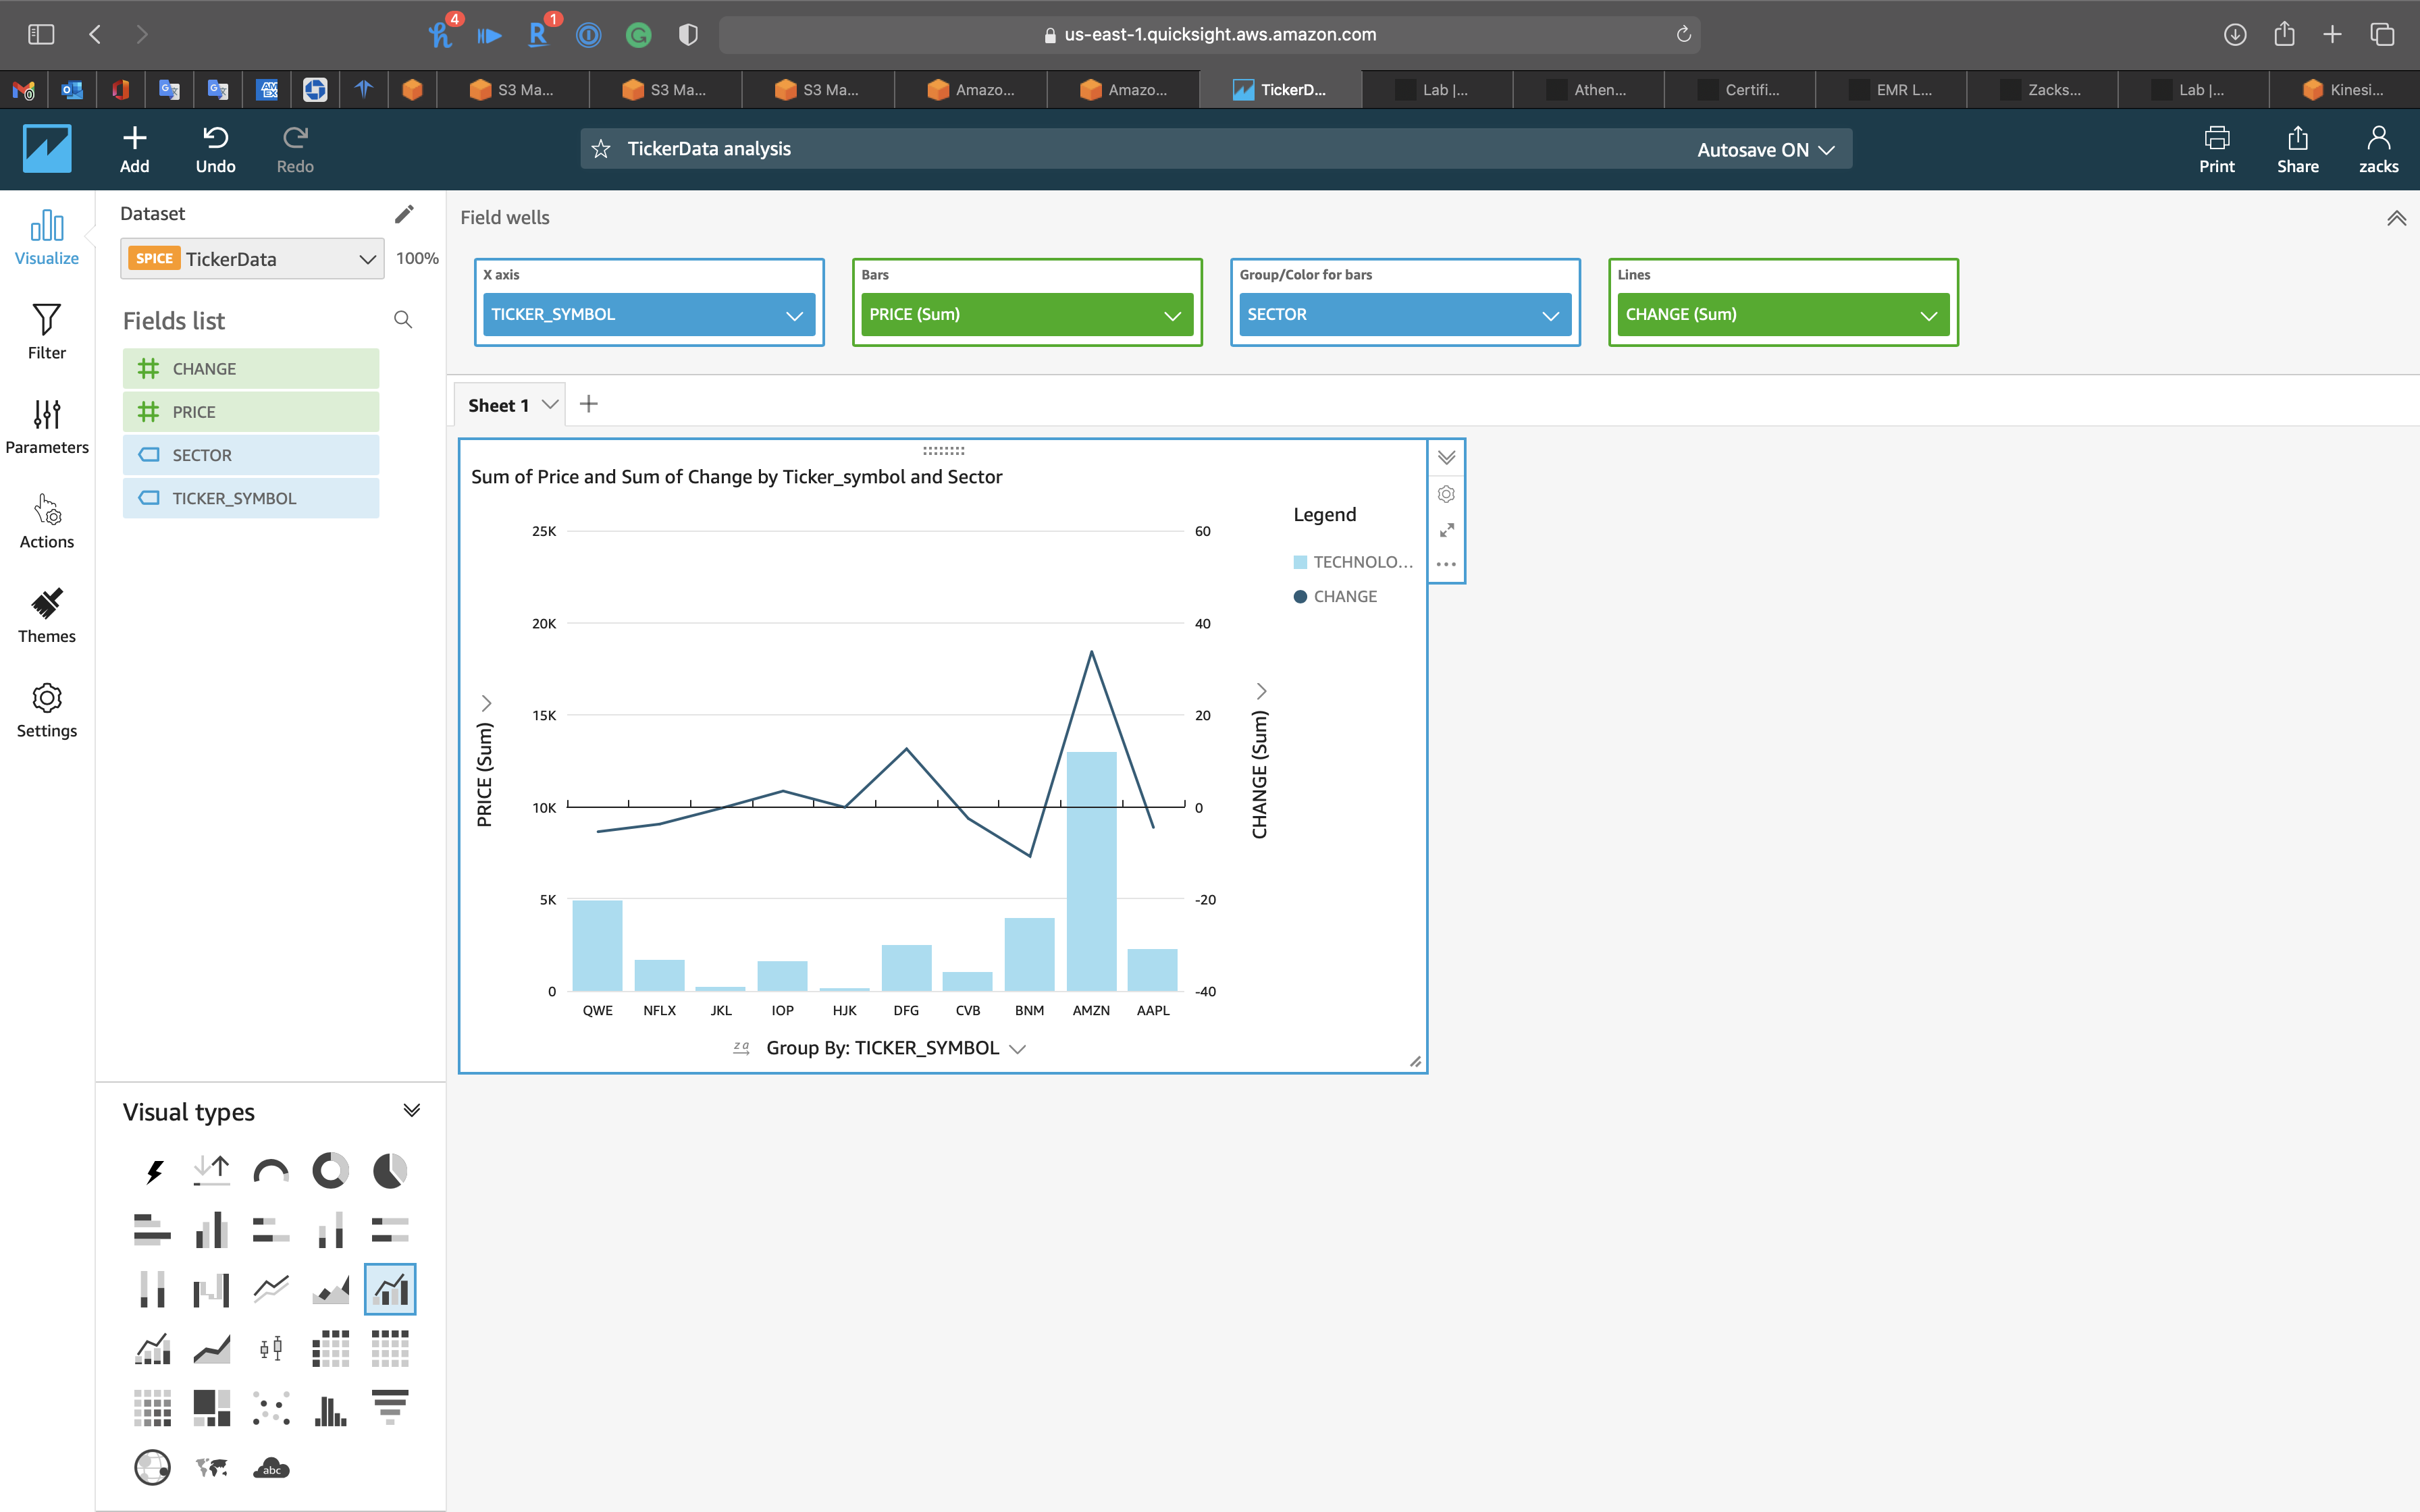 4
1
us-east-1.quicksight.aws.amazon.com
S3 Ma...
S3 Ma...
S3 Ma...
Amazo...
Amazo...
TickerD...
Lab |...
Athen...
Certifi...
EMR L...
Zacks...
Lab |...
Kinesi...
Add
Undo
Redo
TickerData analysis
Autosave ON
Print
Share
zacks
Visualize
Filter
Parameters
Actions
Themes
Settings
Dataset
SPICE TickerData
100%
Fields list
CHANGE
PRICE
SECTOR
TICKER_SYMBOL
Field wells
X axis
TICKER_SYMBOL
Bars
PRICE (Sum)
Group/Color for bars
SECTOR
Lines
CHANGE (Sum)
Sheet 1
Sum of Price and Sum of Change by Ticker_symbol and Sector
Legend
TECHNOLO...
CHANGE
PRICE (Sum)
25K
20K
15K
10K
5K
0
60
40
20
0
-20
-40
CHANGE (Sum)
QWE NFLX JKL IOP HJK DFG CVB BNM AMZN AAPL
za Group By: TICKER_SYMBOL
Visual types
abc